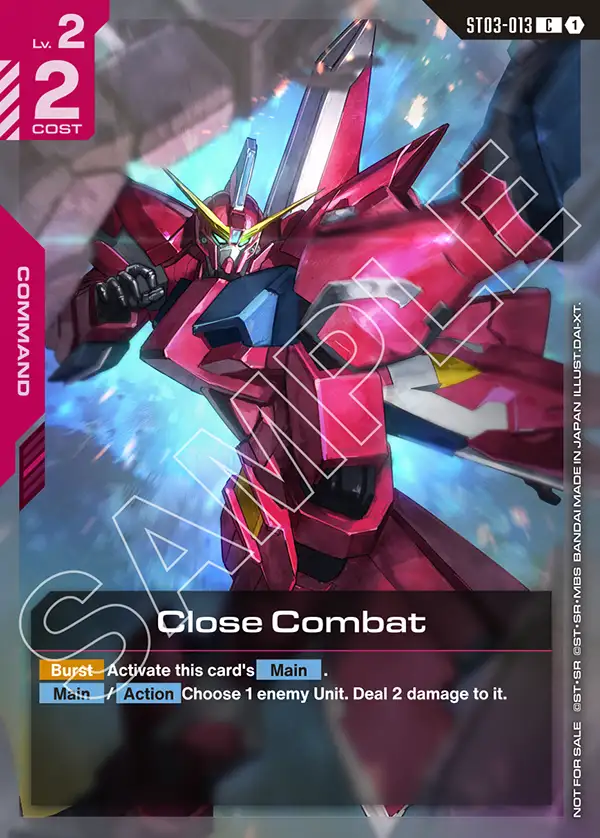 Lv. 2
2
COST
ST03-013 C 1
COMMAND
SAMPLE
Close Combat
Burst Activate this card's Main .
Main / Action Choose 1 enemy Unit. Deal 2 damage to it.
NOT FOR SALE ©ST・SR ©ST・SR・MBS BANDAI MADE IN JAPAN ILLUST.DAI-XT.